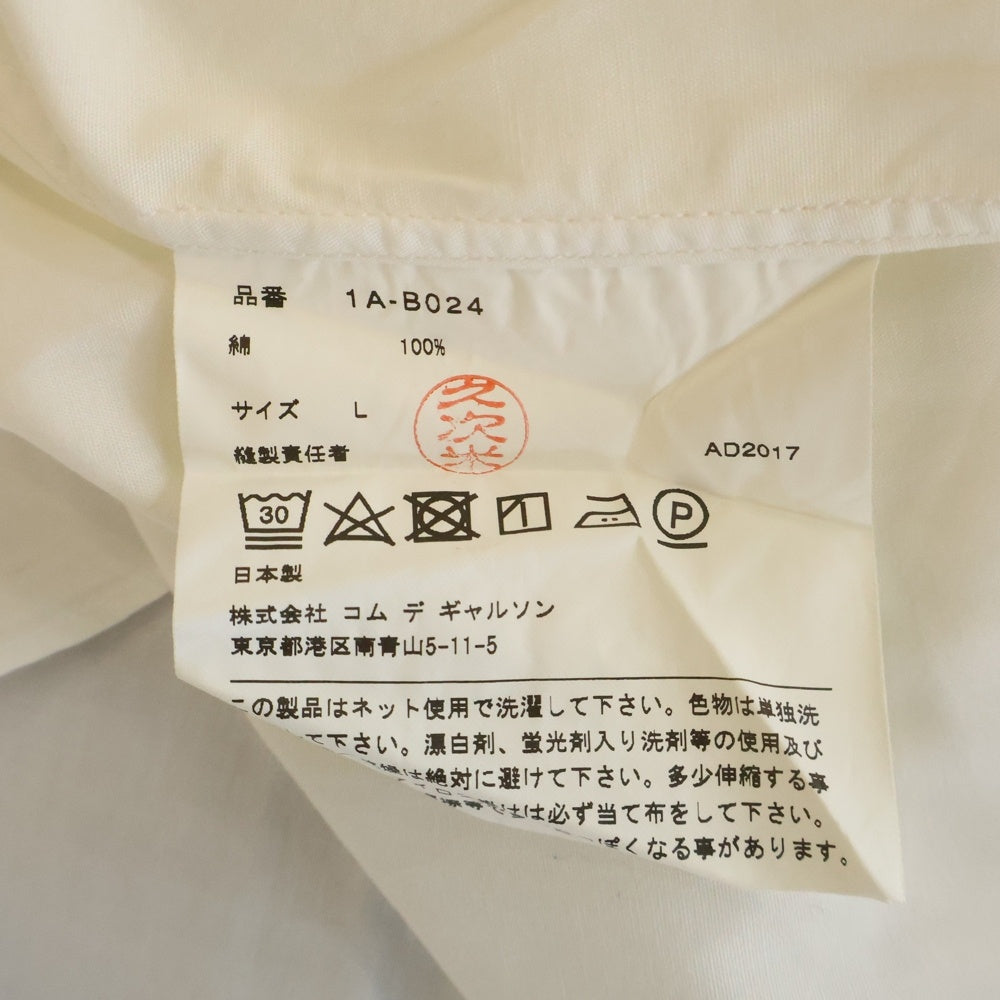 品番 1A-B024
綿 100%
サイズ L
久次米
縫製責任者 AD2017
30 P
日本製
株式会社 コム デ ギャルソン
東京都港区南青山5-11-5
の製品はネット使用で洗濯して下さい。色物は単独洗
て下さい。漂白剤、蛍光剤入り洗剤等の使用及び
は絶対に避けて下さい。多少伸縮する事
は必ず当て布をして下さい。
ぽくなる事があります。